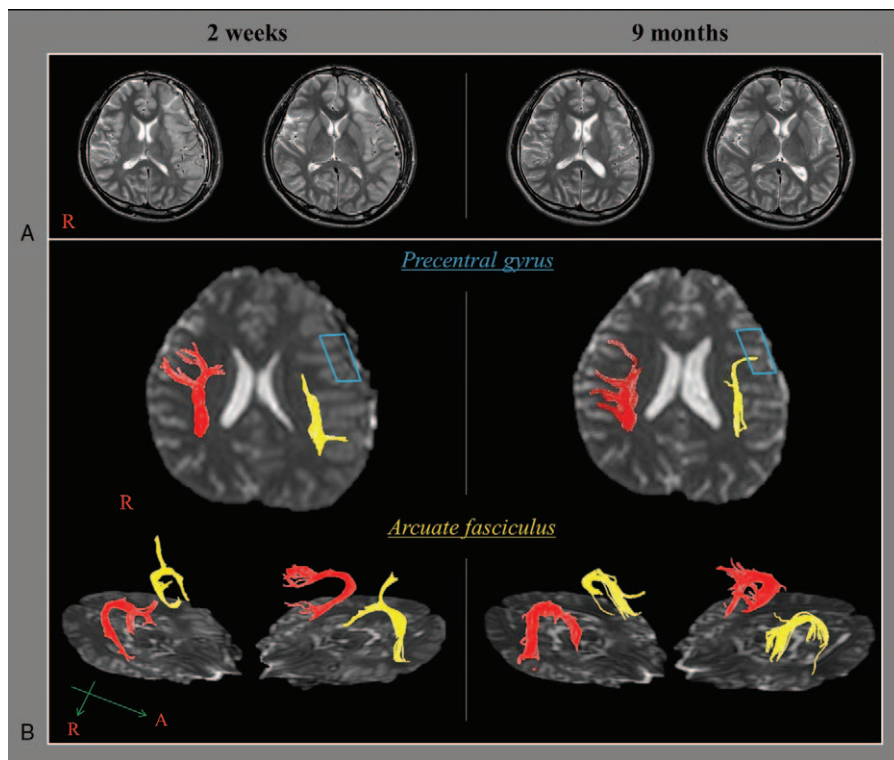 2 weeks
9 months
R
A
Precentral gyrus
R
Arcuate fasciculus
A
R
B